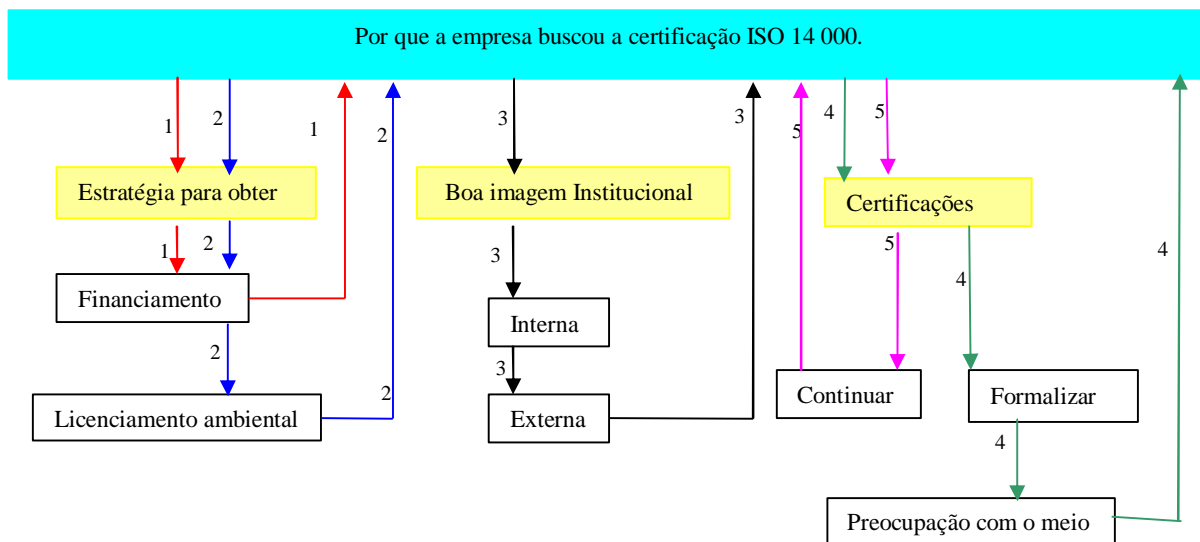 Por que a empresa buscou a certificação ISO 14 000.
1
2
1
2
3
3
5
4
5
Estratégia para obter
Boa imagem Institucional
Certificações
1
2
3
5
4
4
Financiamento
Interna
2
3
2
Continuar
Formalizar
Licenciamento ambiental
Externa
4
Preocupação com o meio